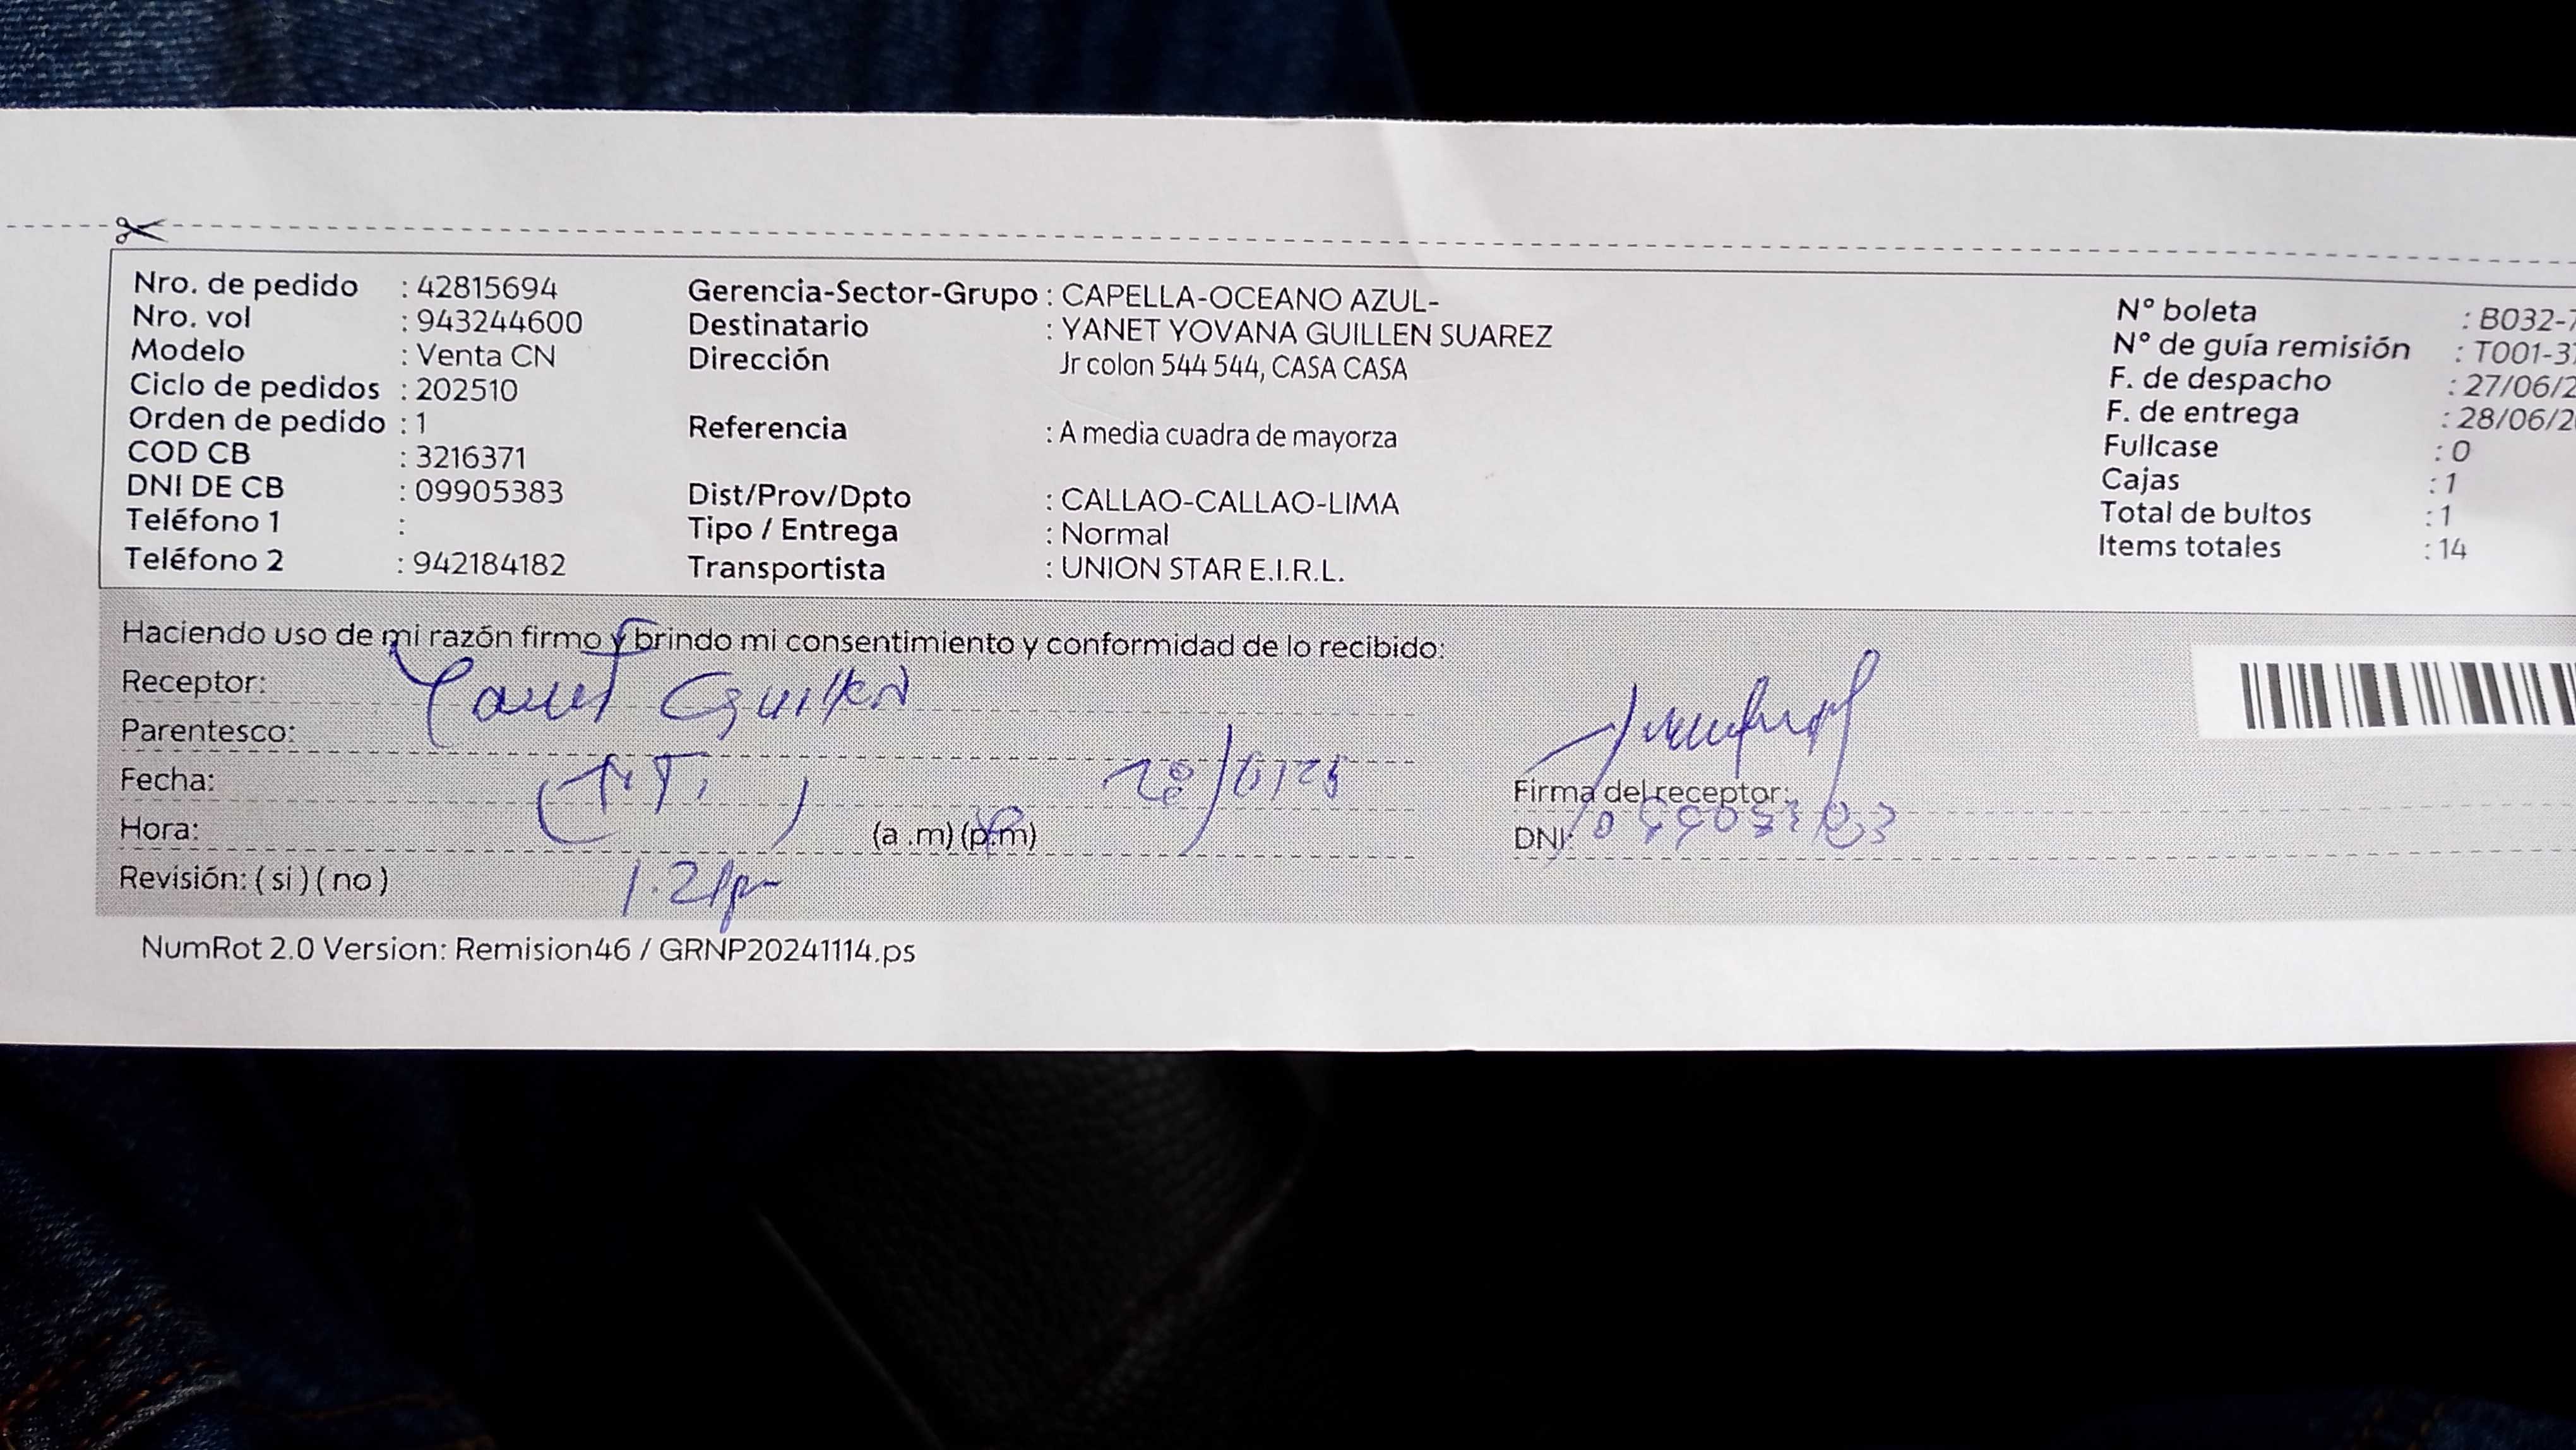 Nro. de pedido : 42815694
Nro. vol : 943244600
Modelo : Venta CN
Ciclo de pedidos : 202510
Orden de pedido : 1
COD CB : 3216371
DNI DE CB : 09905383
Teléfono 1 :
Teléfono 2 : 942184182
Gerencia-Sector-Grupo : CAPELLA-OCEANO AZUL-
Destinatario : YANET YOVANA GUILLEN SUAREZ
Dirección Jr colon 544 544, CASA CASA
Referencia : A media cuadra de mayorza
Dist/Prov/Dpto : CALLAO-CALLAO-LIMA
Tipo / Entrega : Normal
Transportista : UNION STAR E.I.R.L.
N° boleta : B032-
N° de guía remisión : T001-3
F. de despacho : 27/06/2
F. de entrega : 28/06/2
Fullcase : 0
Cajas : 1
Total de bultos : 1
Items totales : 14
Haciendo uso de mi razón firmo y brindo mi consentimiento y conformidad de lo recibido:
Receptor: Yanet Guillen
Parentesco:
Fecha:
Hora: (a .m) (p.m)
Revisión: ( si ) ( no ) 1.21pm
Firma del receptor:
DNI:
NumRot 2.0 Version: Remision46 / GRNP20241114.ps